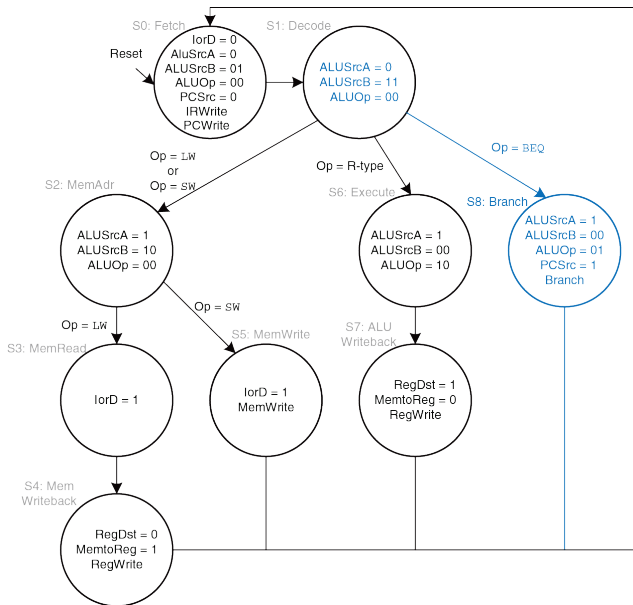 S0: Fetch
S1: Decode
Reset
IorD = 0
AluSrcA = 0
ALUSrcB = 01
ALUOp = 00
PCSrc = 0
IRWrite
PCWrite
ALUSrcA = 0
ALUSrcB = 11
ALUOp = 00
Op = LW
or
Op = SW
Op = R-type
Op = BEQ
S2: MemAdr
S6: Execute
S8: Branch
ALUSrcA = 1
ALUSrcB = 10
ALUOp = 00
ALUSrcA = 1
ALUSrcB = 00
ALUOp = 10
ALUSrcA = 1
ALUSrcB = 00
ALUOp = 01
PCSrc = 1
Branch
Op = LW
Op = SW
S3: MemRead
S5: MemWrite
S7: ALU
Writeback
IorD = 1
IorD = 1
MemWrite
RegDst = 1
MemtoReg = 0
RegWrite
S4: Mem
Writeback
RegDst = 0
MemtoReg = 1
RegWrite